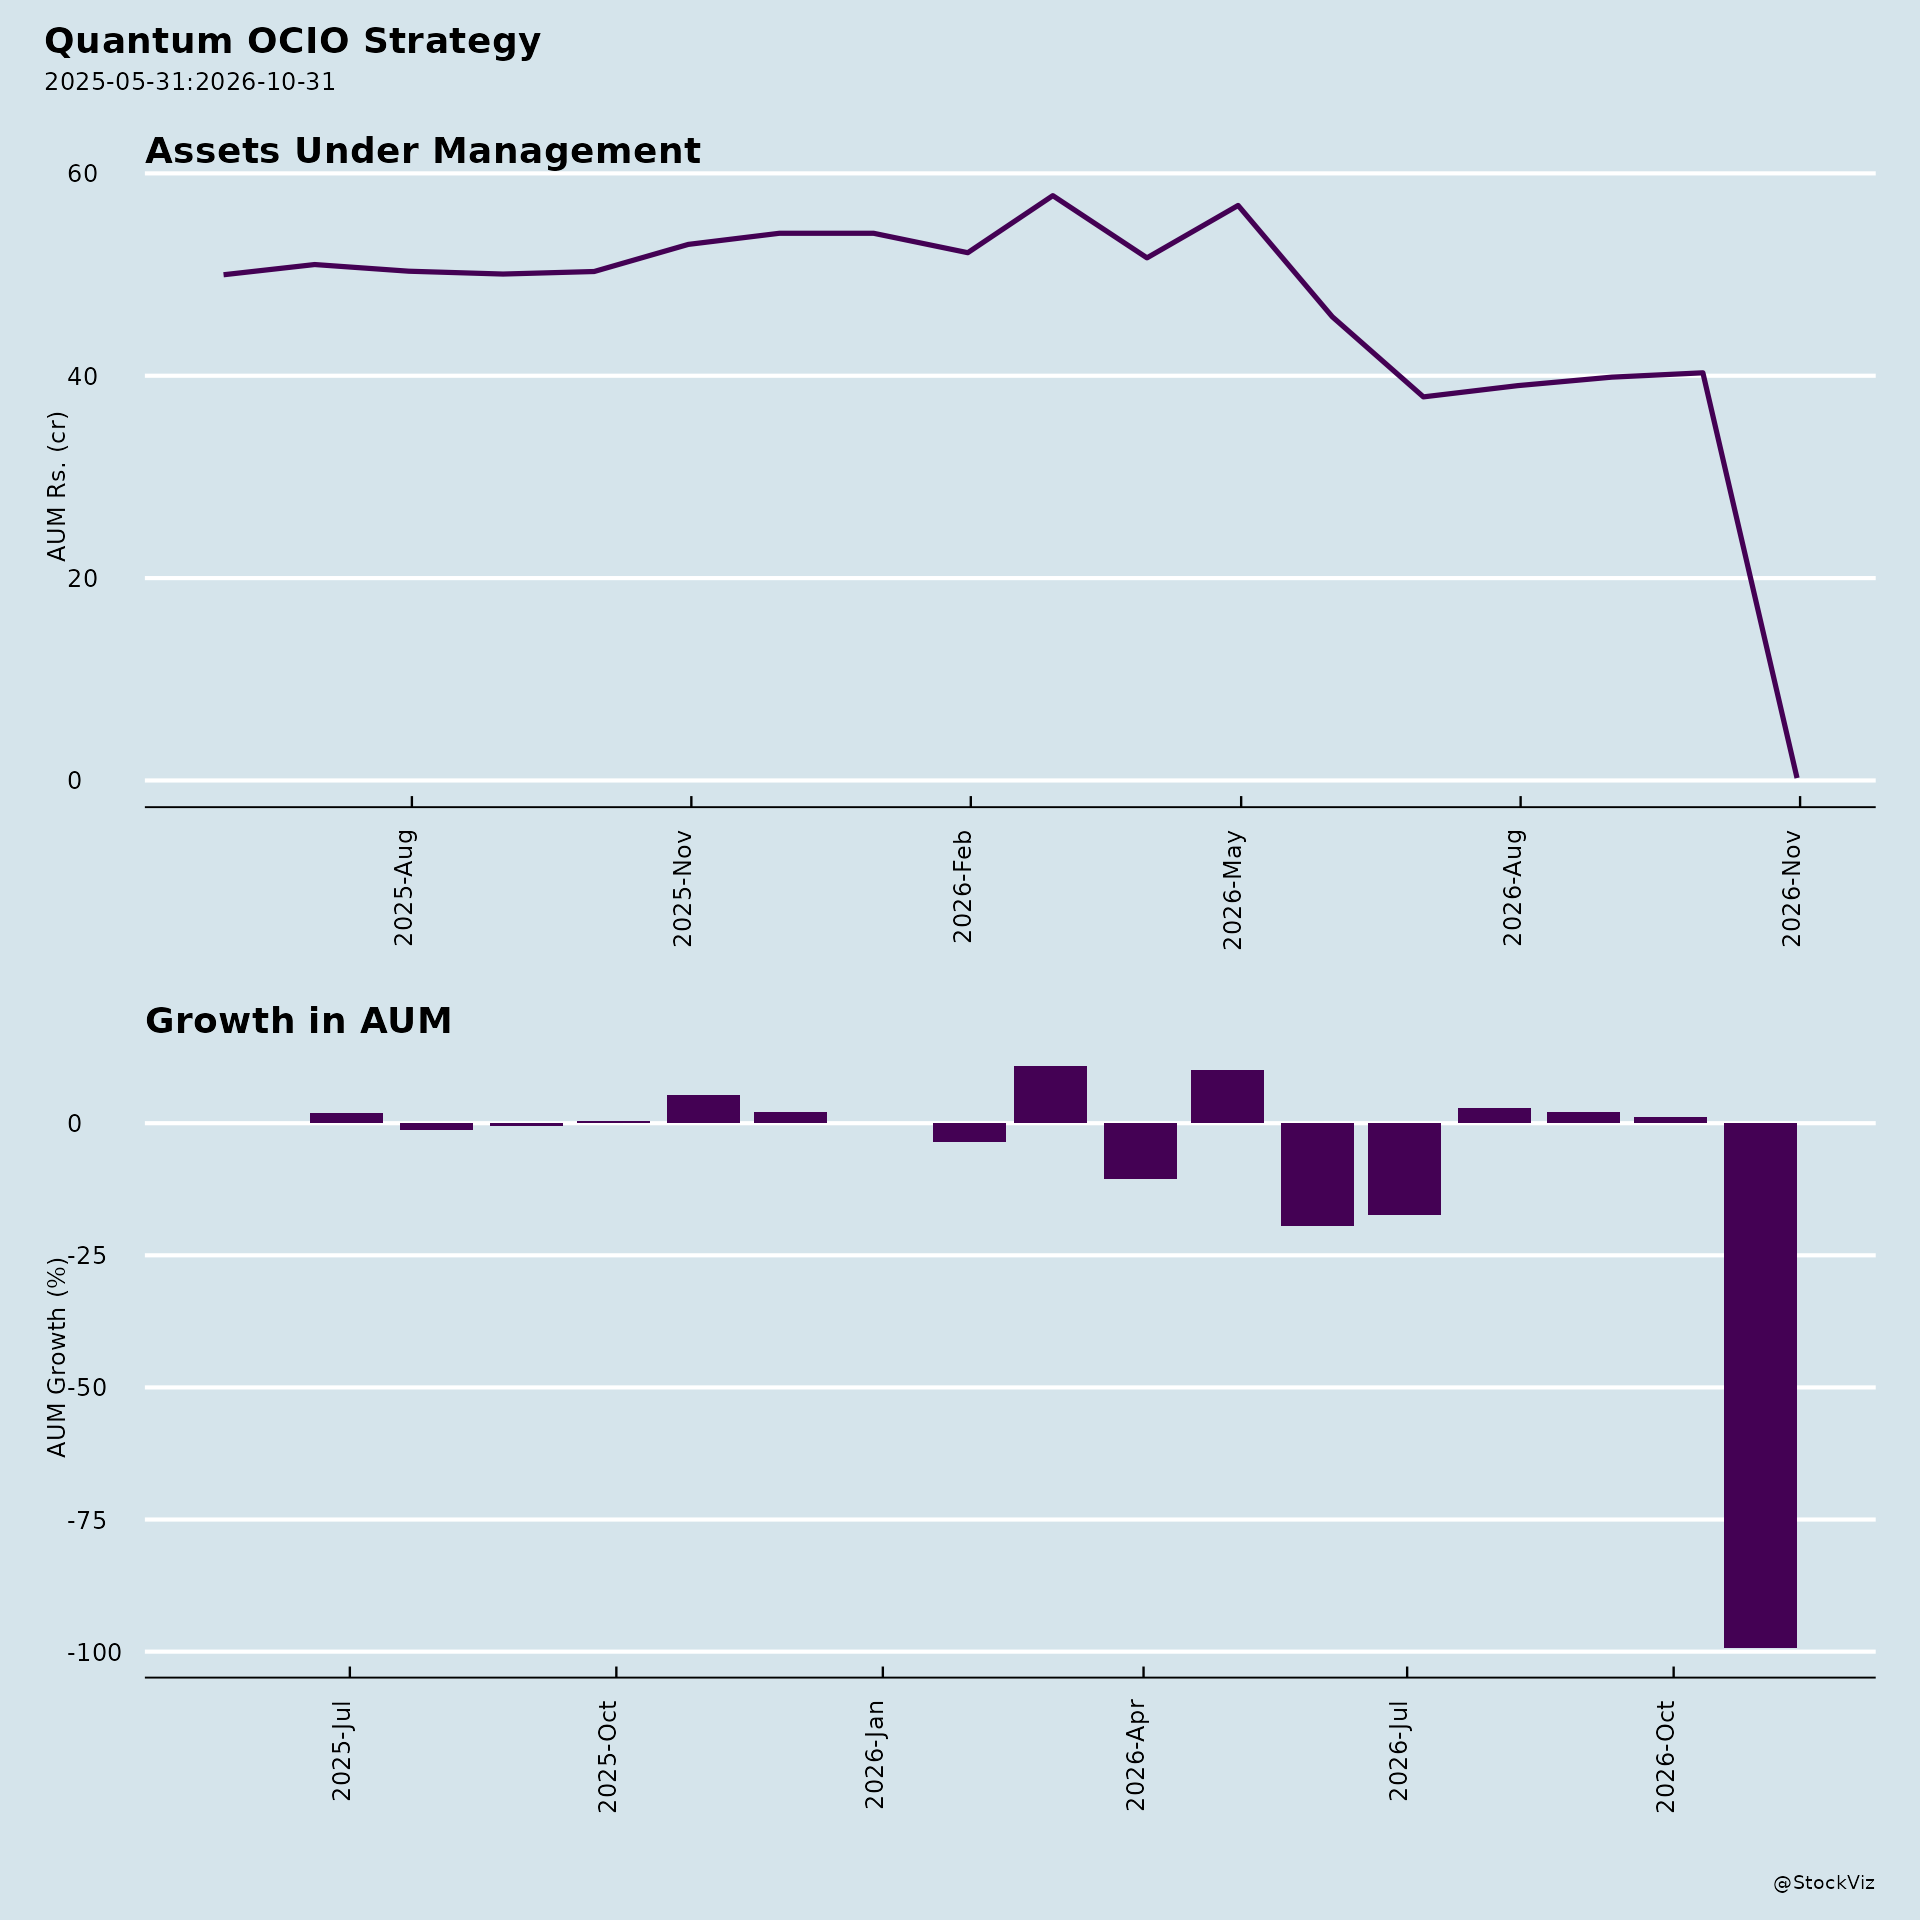 Quantum OCIO Strategy
2025-05-31:2026-10-31
Assets Under Management
60
40
20
0
AUM Rs. (cr)
2025-Aug
2025-Nov
2026-Feb
2026-May
2026-Aug
2026-Nov
Growth in AUM
0
-25
-50
-75
-100
AUM Growth (%)
2025-Jul
2025-Oct
2026-Jan
2026-Apr
2026-Jul
2026-Oct
@StockViz